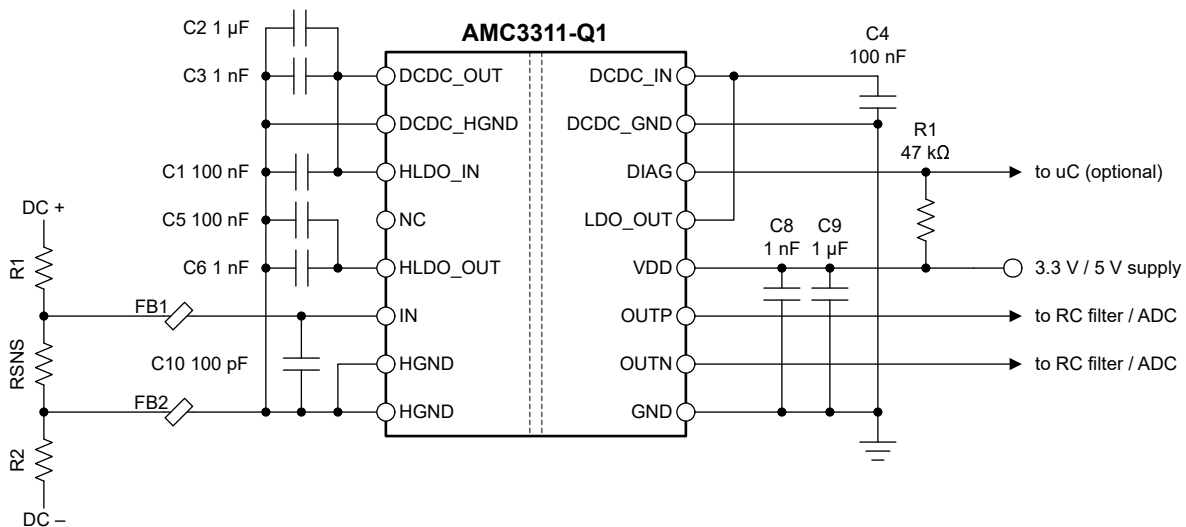 AMC3311-Q1
C2 1 µF
C3 1 nF
C1 100 nF
C5 100 nF
C6 1 nF
C10 100 pF
DC +
R1
RSNS
R2
DC –
FB1
FB2
DCDC_OUT
DCDC_HGND
HLDO_IN
NC
HLDO_OUT
IN
HGND
HGND
DCDC_IN
DCDC_GND
DIAG
LDO_OUT
VDD
OUTP
OUTN
GND
C4
100 nF
R1
47 kΩ
C8
1 nF
C9
1 µF
to uC (optional)
3.3 V / 5 V supply
to RC filter / ADC
to RC filter / ADC